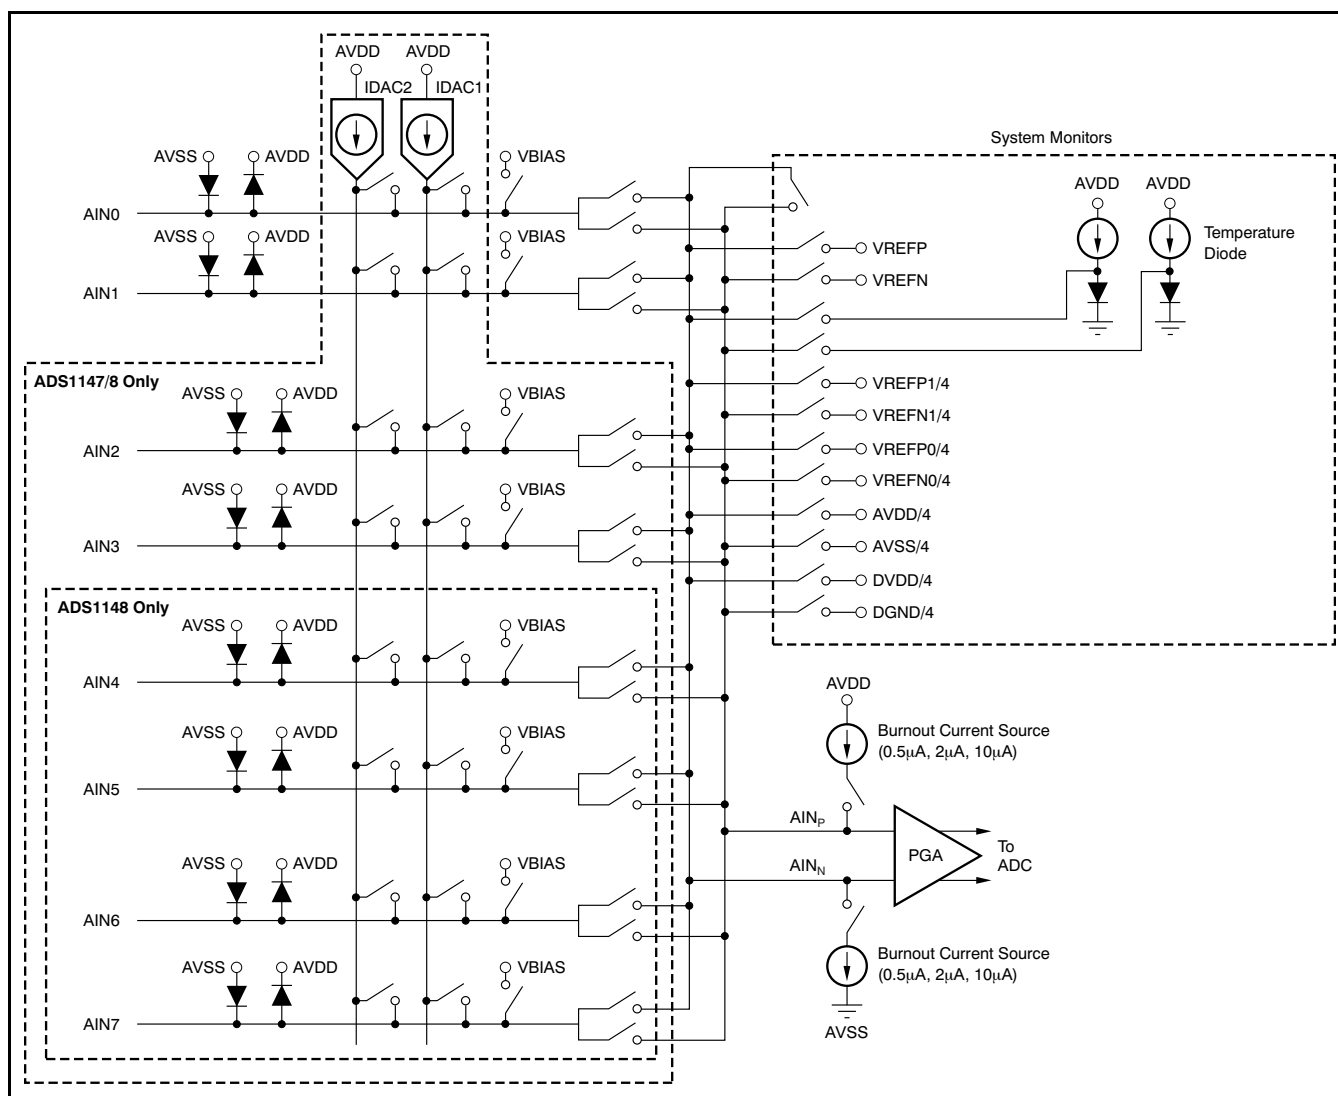 AVDD AVDD
IDAC2 IDAC1
System Monitors
AVSS AVDD VBIAS
AVDD AVDD
AIN0
Temperature
Diode
AVSS AVDD VBIAS
VREFP
VREFN
AIN1
ADS1147/8 Only
AVSS AVDD VBIAS
VREFP1/4
VREFN1/4
AIN2
VREFP0/4
VREFN0/4
AVSS AVDD VBIAS
AVDD/4
AIN3
AVSS/4
DVDD/4
ADS1148 Only
DGND/4
AVSS AVDD VBIAS
AIN4
AVDD
AVSS AVDD VBIAS
Burnout Current Source
(0.5μA, 2μA, 10μA)
AIN5
AINP
PGA
To
ADC
AINN
AVSS AVDD VBIAS
AIN6
Burnout Current Source
(0.5μA, 2μA, 10μA)
AVSS AVDD VBIAS
AIN7
AVSS